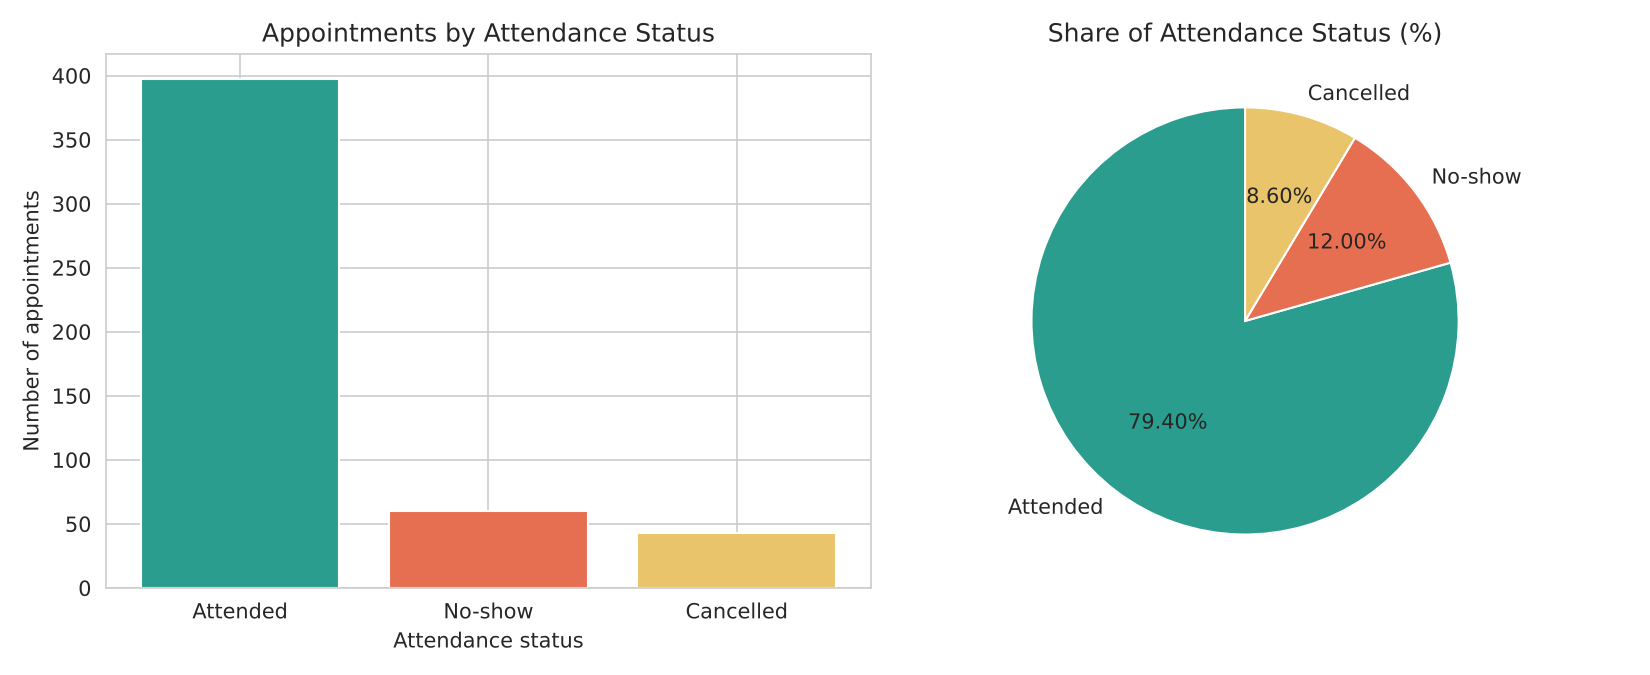 Appointments by Attendance Status
Number of appointments
400
350
300
250
200
150
100
50
0
Attended
No-show
Cancelled
Attendance status
Share of Attendance Status (%)
Cancelled
No-show
8.60%
12.00%
79.40%
Attended